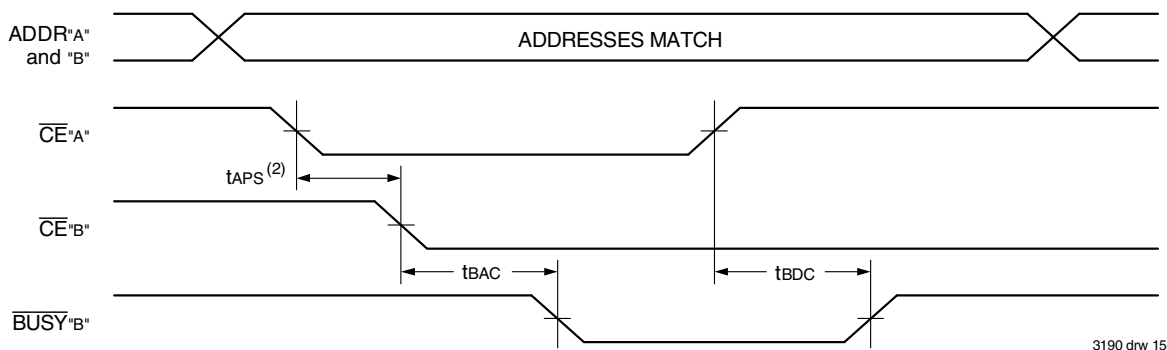 ADDR"A"
and "B"
ADDRESSES MATCH
CE"A"
tAPS(2)
CE"B"
tBAC
tBDC
BUSY"B"
3190 drw 15